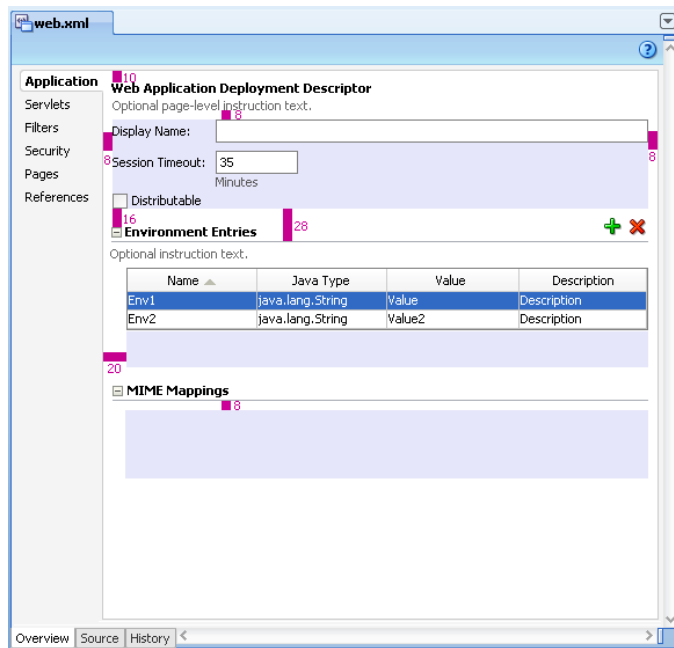 web.xml
?
Application
Servlets
Filters
Security
Pages
References
10
Web Application Deployment Descriptor
Optional page-level instruction text.
8
Display Name:
8
8
Session Timeout: 35
Minutes
Distributable
16
28
Environment Entries
Optional instruction text.
Name Java Type Value Description
Env1 java.lang.String Value Description
Env2 java.lang.String Value2 Description
20
MIME Mappings
8
Overview Source History